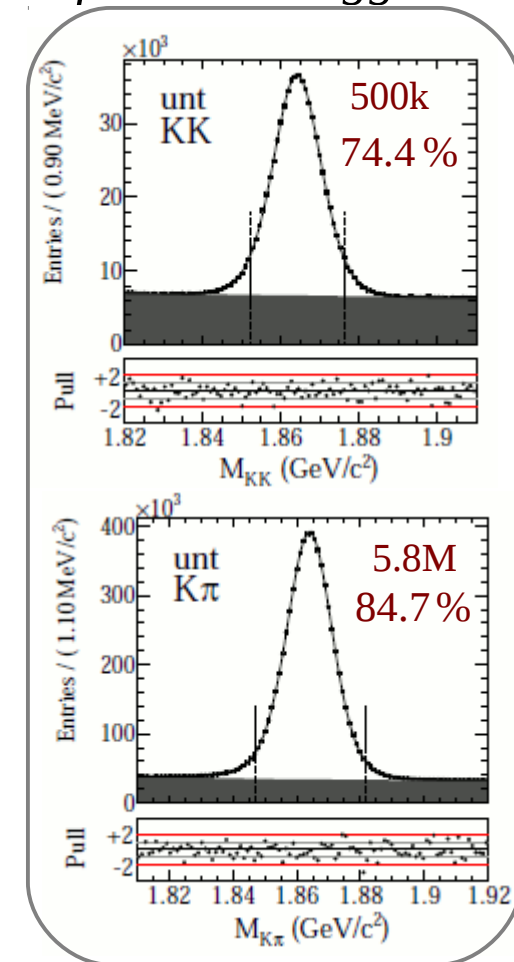 ×10³
Entries / ( 0.90 MeV/c²)
unt
KK
500k
74.4 %
30
20
10
0
Pull
+2
-2
1.82 1.84 1.86 1.88 1.9
M_KK (GeV/c²)
×10³
Entries / ( 1.10 MeV/c²)
400
unt
Kπ
5.8M
84.7 %
300
200
100
0
Pull
+2
-2
1.82 1.84 1.86 1.88 1.9 1.92
M_Kπ (GeV/c²)